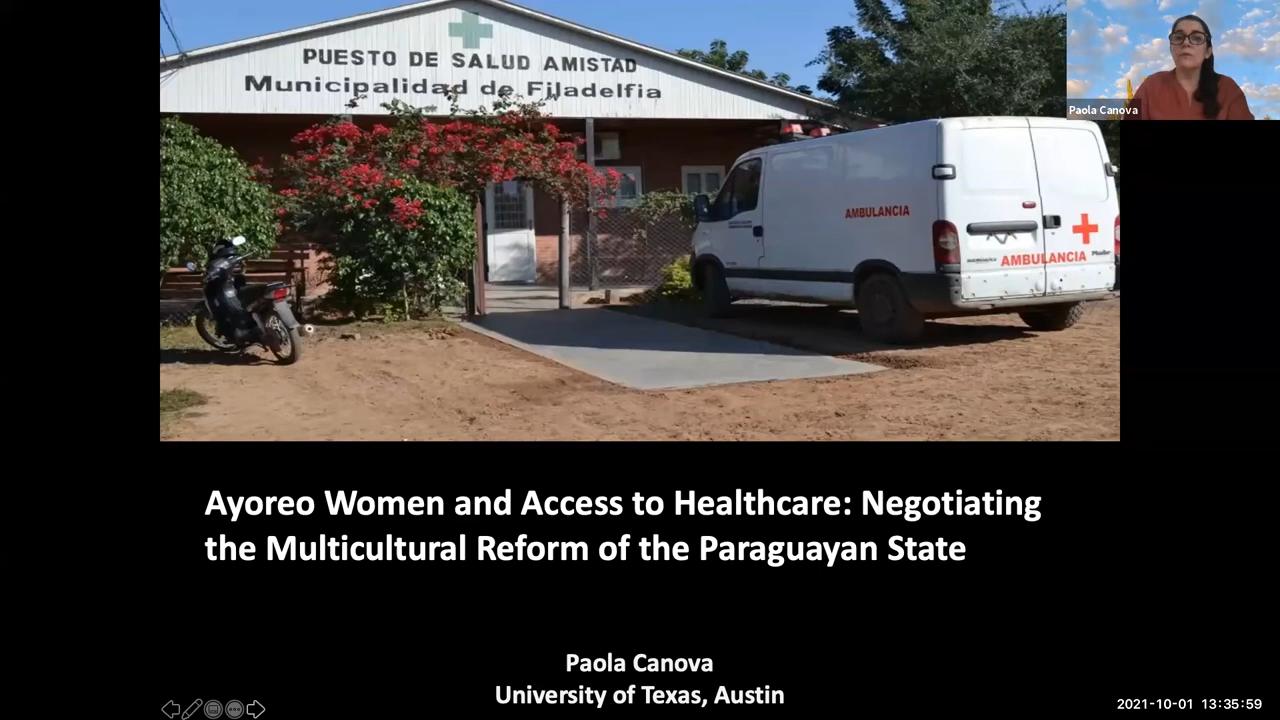 PUESTO DE SALUD AMISTAD
Municipalidad de Filadelfia
Paola Canova
AMBULANCIA
AMBULANCIA
Ayoreo Women and Access to Healthcare: Negotiating
the Multicultural Reform of the Paraguayan State
Paola Canova
University of Texas, Austin
2021-10-01 13:35:59